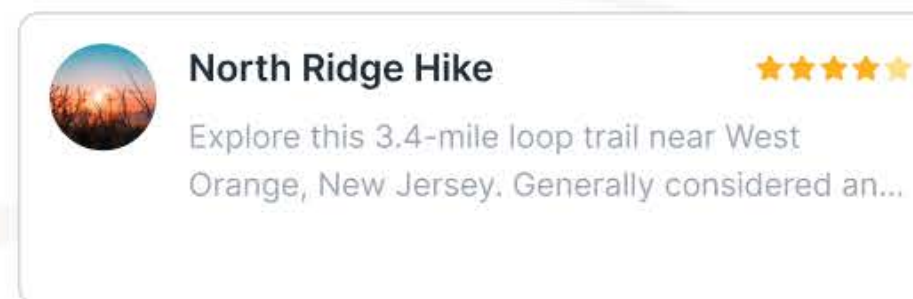 North Ridge Hike
Explore this 3.4-mile loop trail near West
Orange, New Jersey. Generally considered an...